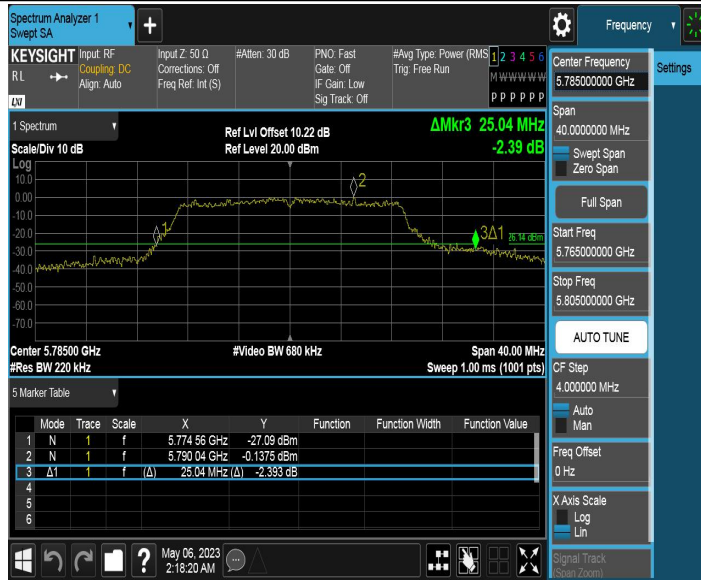 Spectrum Analyzer 1
Swept SA
Frequency
KEYSIGHT
Input: RF
Input Z: 50 Ω
#Atten: 30 dB
PNO: Fast
#Avg Type: Power (RMS
1 2 3 4 5 6
RL
Coupling: DC
Corrections: Off
Gate: Off
Trig: Free Run
M W W W W W
Align: Auto
Freq Ref: Int (S)
IF Gain: Low
LXI
Sig Track: Off
P P P P P P
1 Spectrum
Ref Lvl Offset 10.22 dB
ΔMkr3 25.04 MHz
Scale/Div 10 dB
Ref Level 20.00 dBm
-2.39 dB
Log
10.0
0.00
-10.0
-20.0
-30.0
-40.0
-50.0
-60.0
-70.0
1
2
3Δ1
-26.14 dBm
Center 5.78500 GHz
#Video BW 680 kHz
Span 40.00 MHz
#Res BW 220 kHz
Sweep 1.00 ms (1001 pts)
5 Marker Table
Mode Trace Scale X Y Function Function Width Function Value
1 N 1 f 5.774 56 GHz -27.09 dBm
2 N 1 f 5.790 04 GHz -0.1375 dBm
3 Δ1 1 f (Δ) 25.04 MHz (Δ) -2.393 dB
4
5
6
?
May 06, 2023
2:18:20 AM
Center Frequency
5.785000000 GHz
Settings
Span
40.0000000 MHz
Swept Span
Zero Span
Full Span
Start Freq
5.765000000 GHz
Stop Freq
5.805000000 GHz
AUTO TUNE
CF Step
4.000000 MHz
Auto
Man
Freq Offset
0 Hz
X Axis Scale
Log
Lin
Signal Track
(Span Zoom)